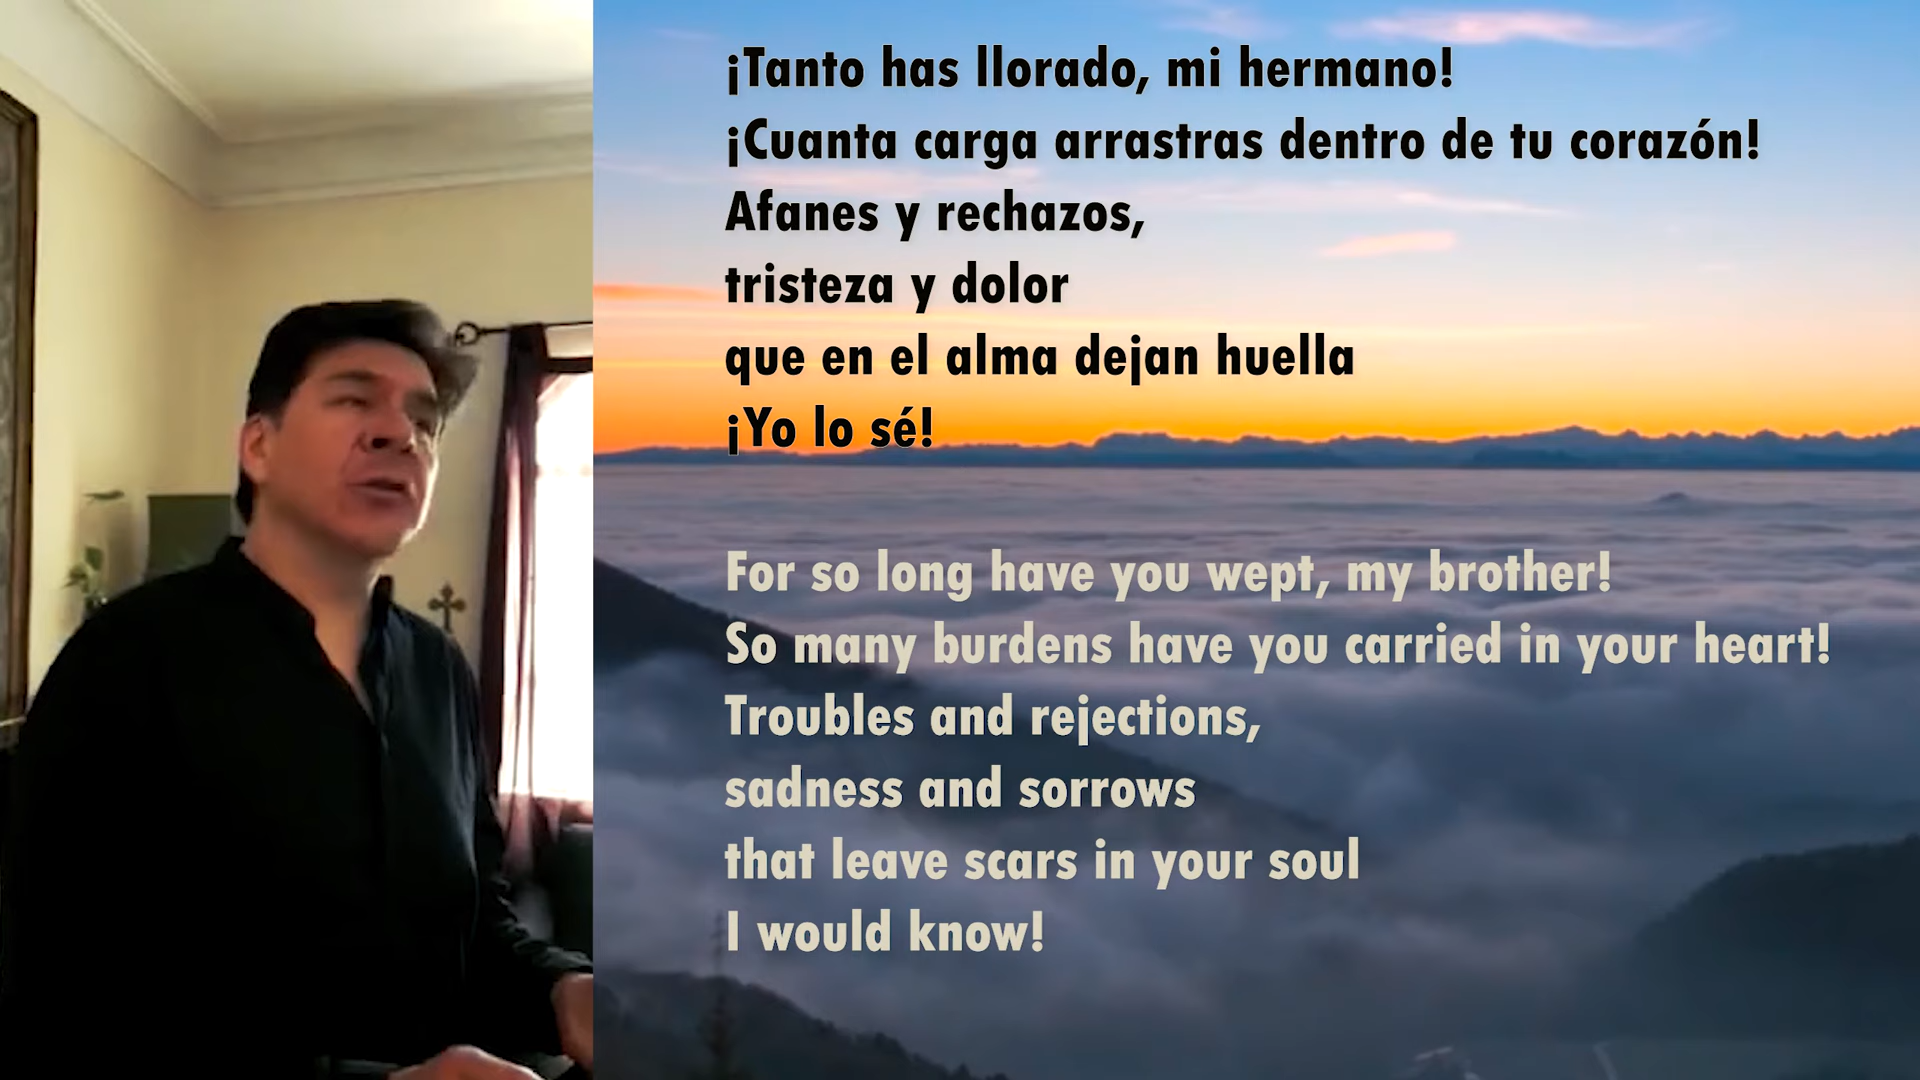 ¡Tanto has llorado, mi hermano!
¡Cuanta carga arrastras dentro de tu corazón!
Afanes y rechazos,
tristeza y dolor
que en el alma dejan huella
¡Yo lo sé!
For so long have you wept, my brother!
So many burdens have you carried in your heart!
Troubles and rejections,
sadness and sorrows
that leave scars in your soul
I would know!